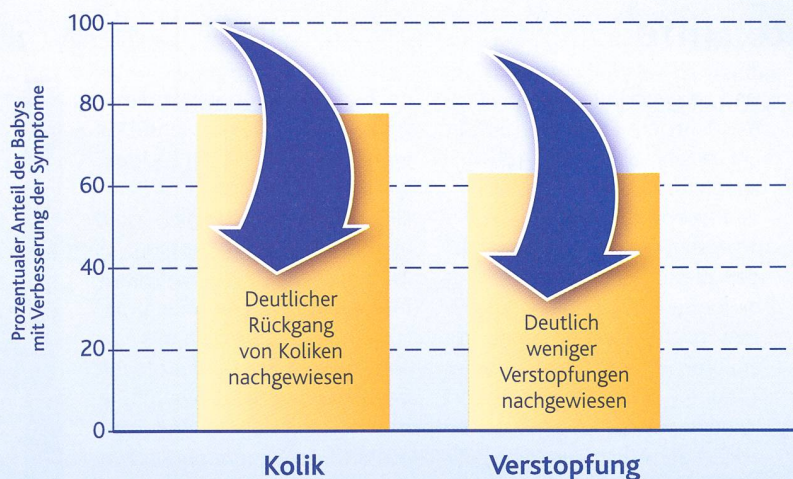 Prozentualer Anteil der Babys
mit Verbesserung der Symptome
100
80
60
40
20
0
Deutlicher
Rückgang
von Koliken
nachgewiesen
Deutlich
weniger
Verstopfungen
nachgewiesen
Kolik
Verstopfung